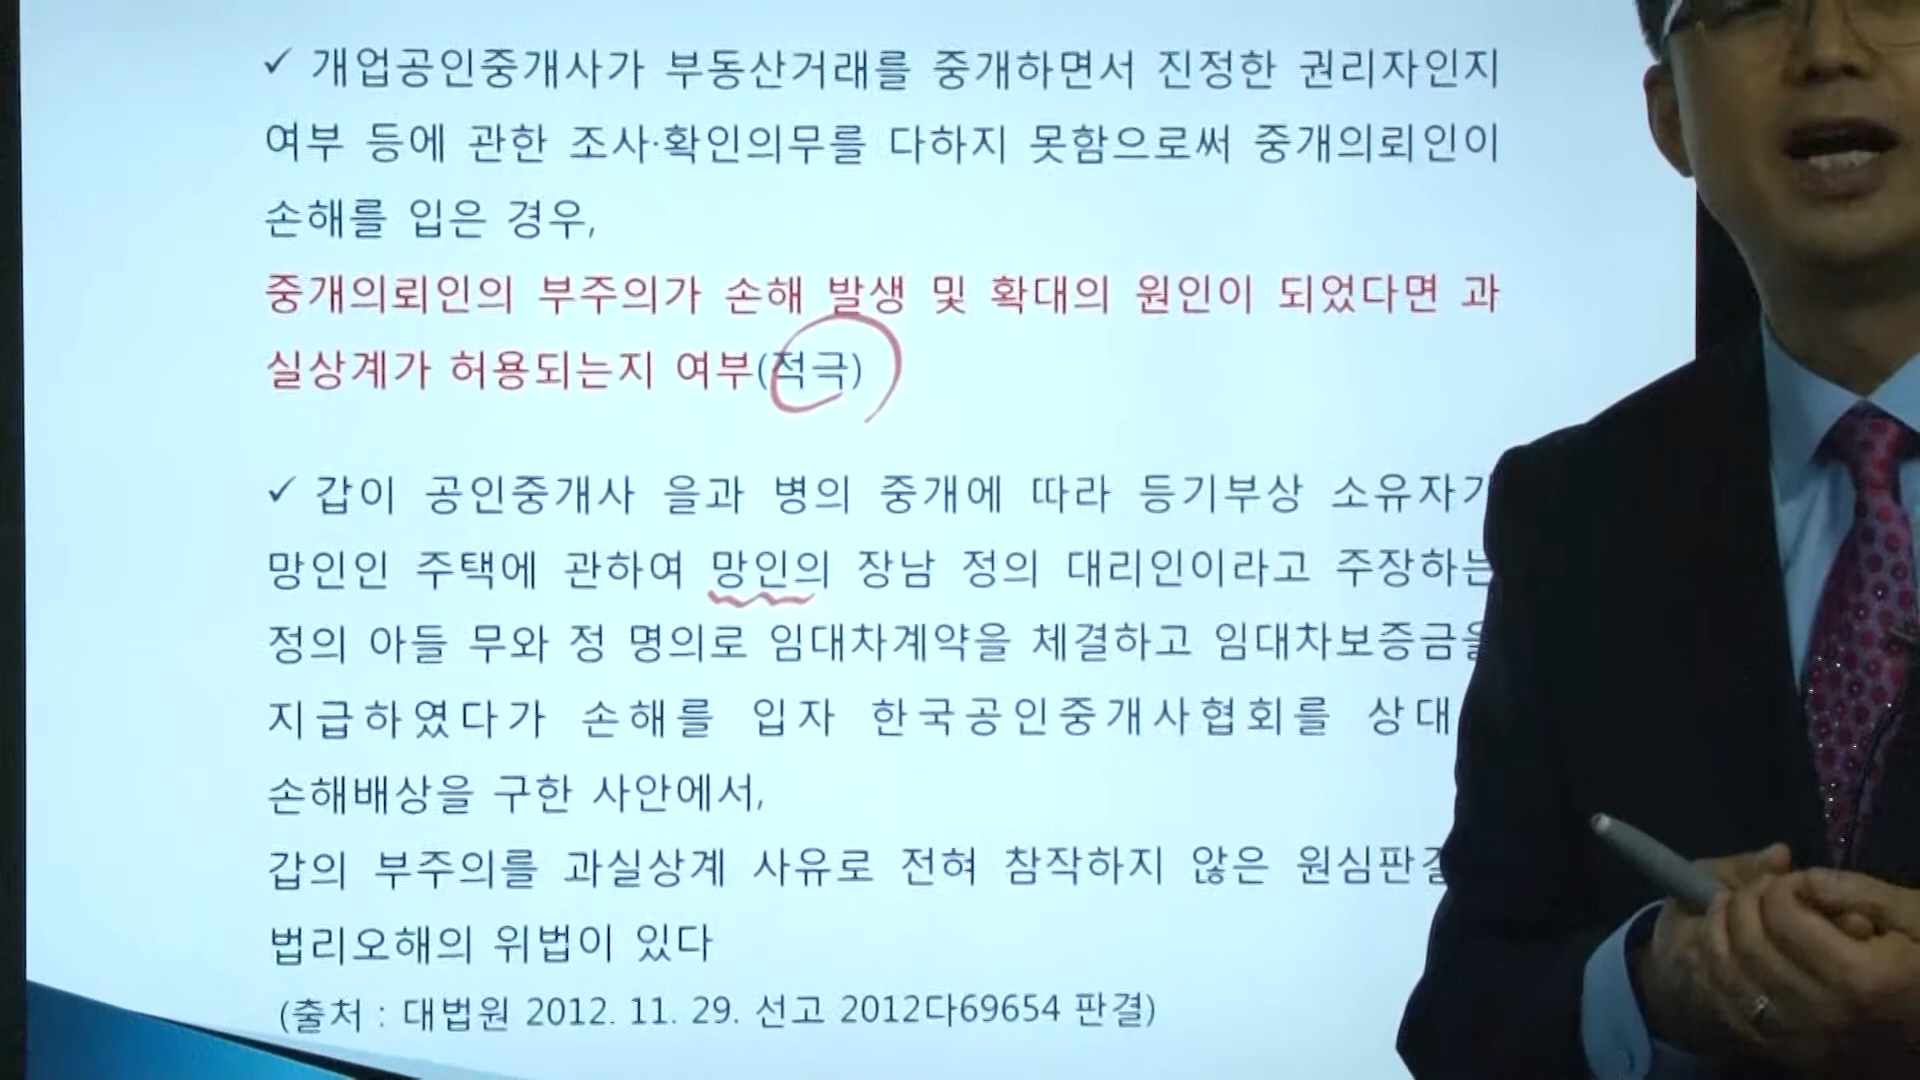 ✓ 개업공인중개사가 부동산거래를 중개하면서 진정한 권리자인지
여부 등에 관한 조사·확인의무를 다하지 못함으로써 중개의뢰인이
손해를 입은 경우,
중개의뢰인의 부주의가 손해 발생 및 확대의 원인이 되었다면 과
실상계가 허용되는지 여부(적극)
✓ 갑이 공인중개사 을과 병의 중개에 따라 등기부상 소유자가
망인인 주택에 관하여 망인의 장남 정의 대리인이라고 주장하는
정의 아들 무와 정 명의로 임대차계약을 체결하고 임대차보증금을
지급하였다가 손해를 입자 한국공인중개사협회를 상대
손해배상을 구한 사안에서,
갑의 부주의를 과실상계 사유로 전혀 참작하지 않은 원심판결
법리오해의 위법이 있다
(출처 : 대법원 2012. 11. 29. 선고 2012다69654 판결)